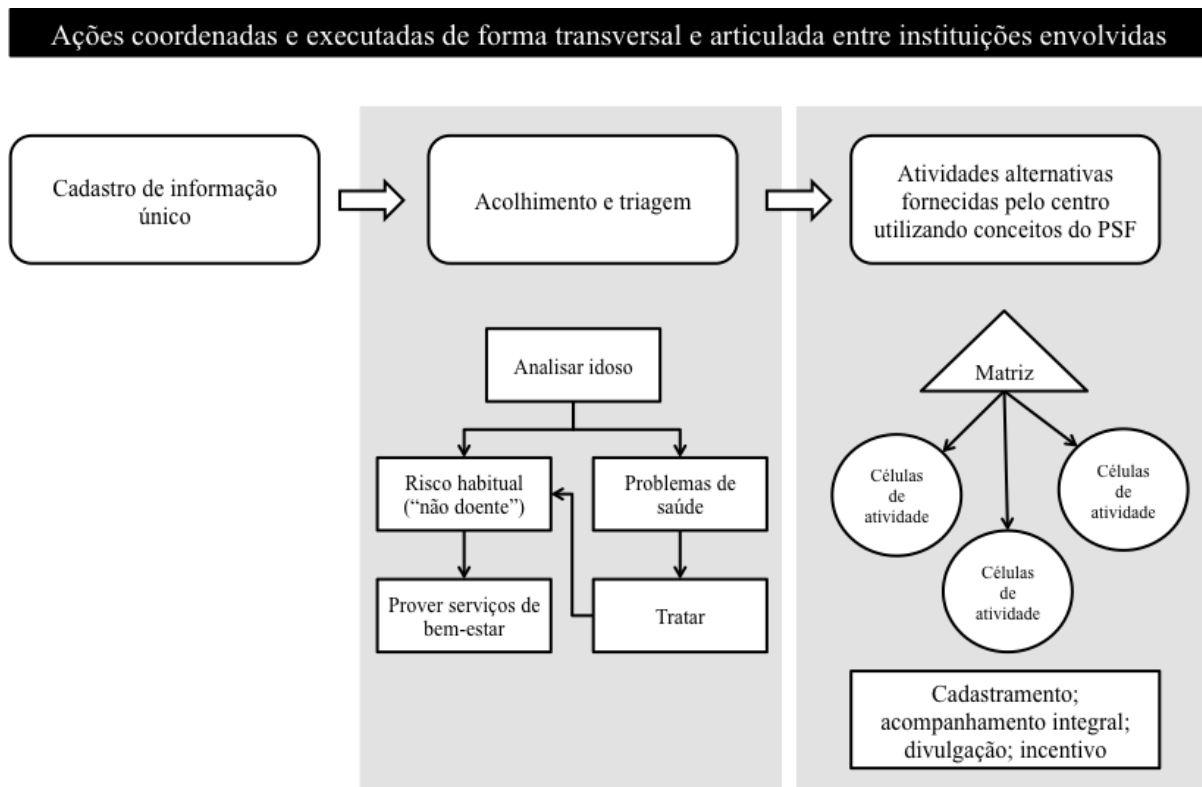 Ações coordenadas e executadas de forma transversal e articulada entre instituições envolvidas
Cadastro de informação
único
Acolhimento e triagem
Atividades alternativas
fornecidas pelo centro
utilizando conceitos do PSF
Analisar idoso
Risco habitual
(“não doente”)
Problemas de
saúde
Prover serviços de
bem-estar
Tratar
Matriz
Células
de
atividade
Células
de
atividade
Células
de
atividade
Cadastramento;
acompanhamento integral;
divulgação; incentivo